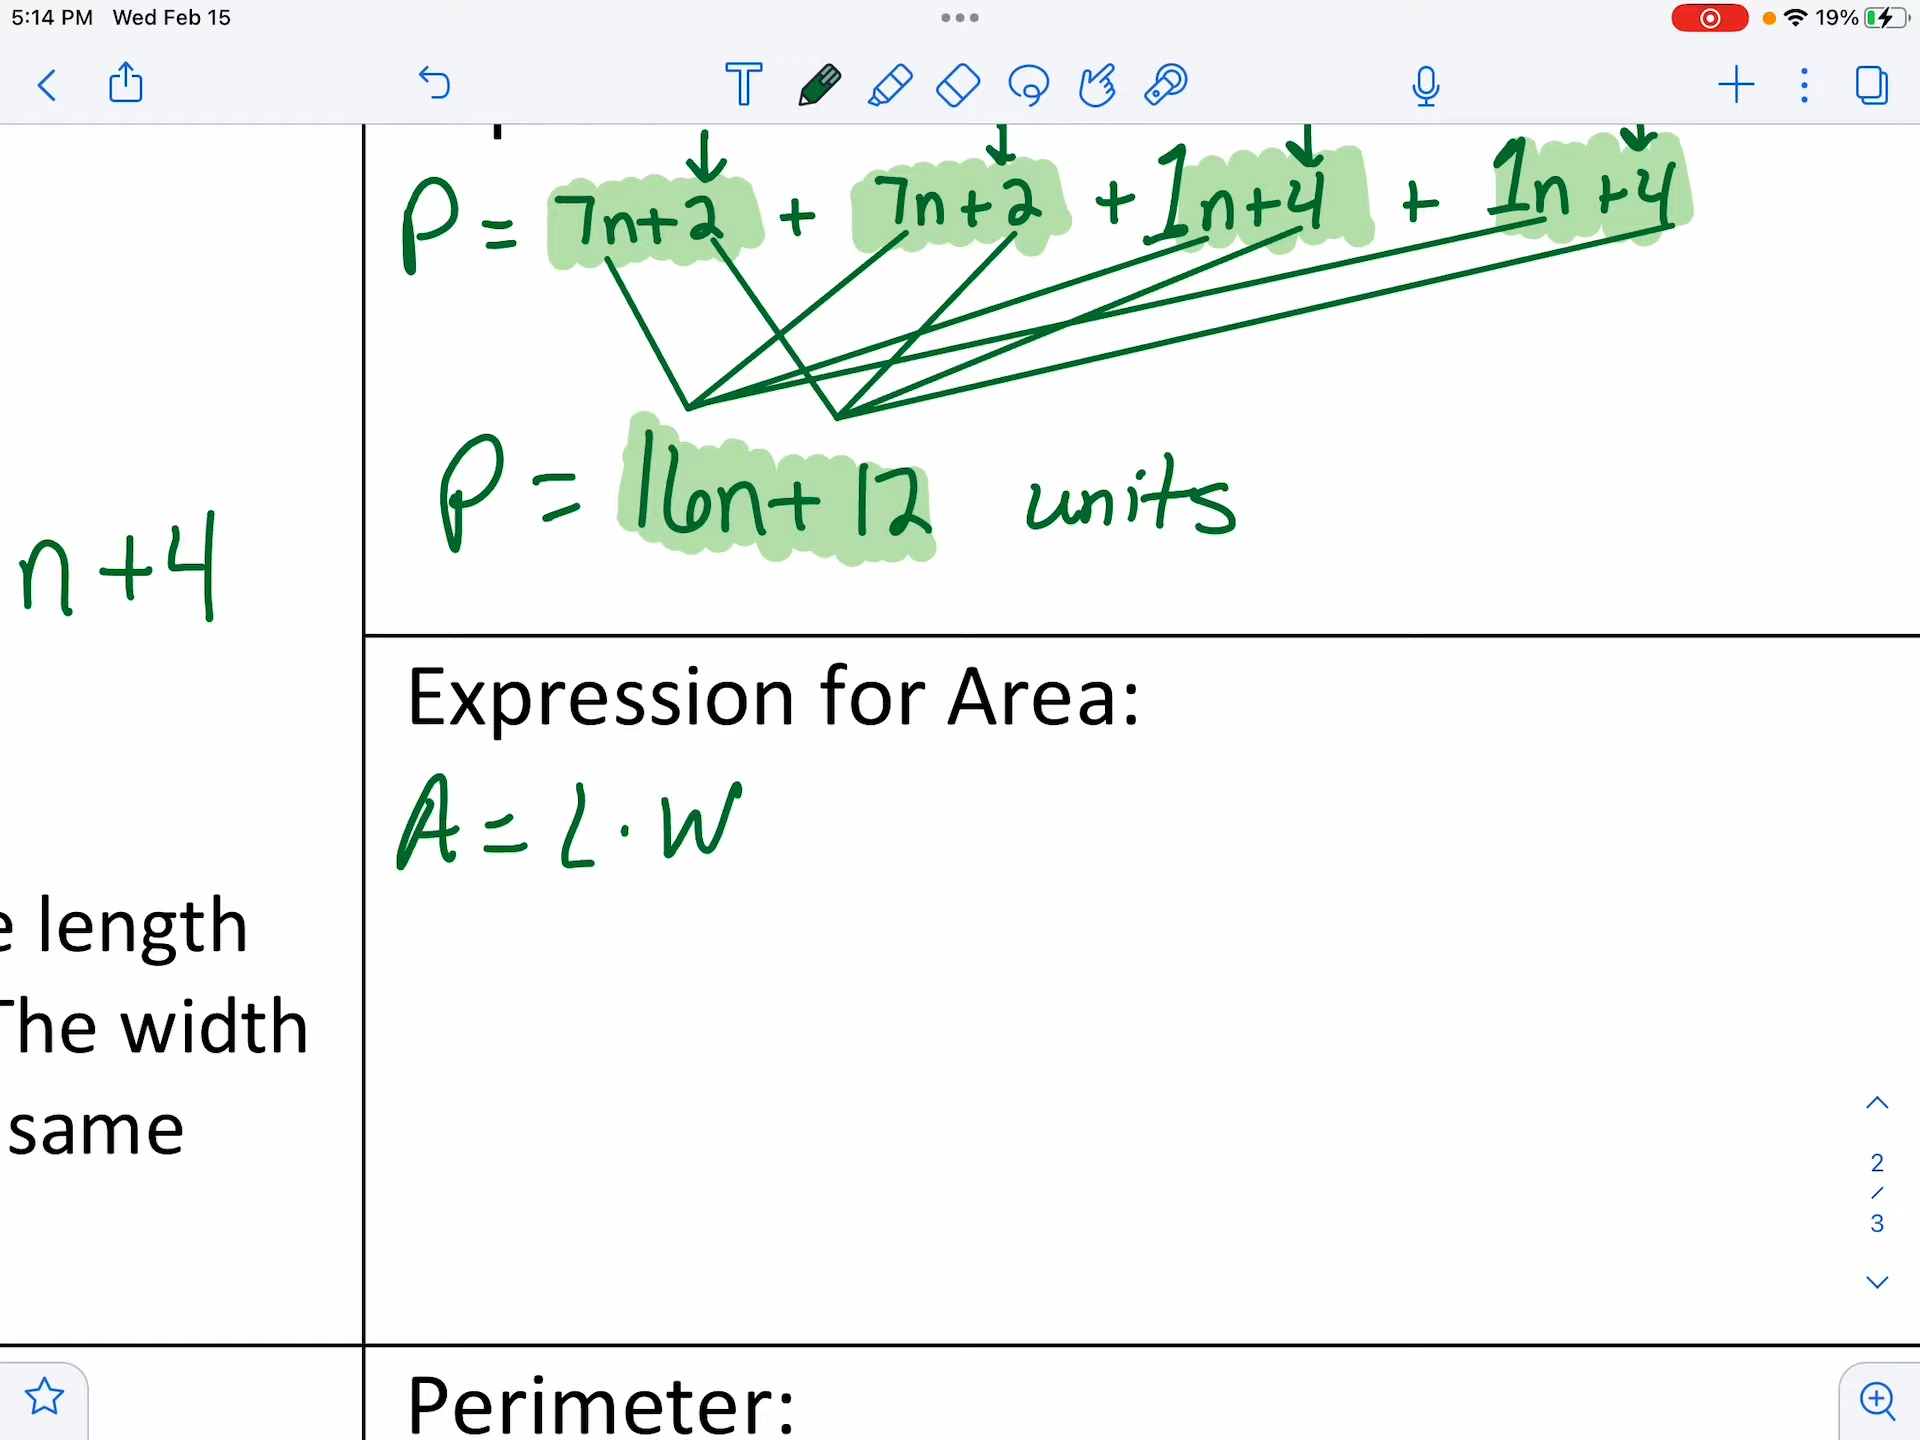 5:14 PM Wed Feb 15
19%
T
P = 7n+2 + 7n+2 + 1n+4 + 1n+4
P = 16n+12 units
n+4
Expression for Area:
A = L · W
length
The width
same
2
/
3
Perimeter: